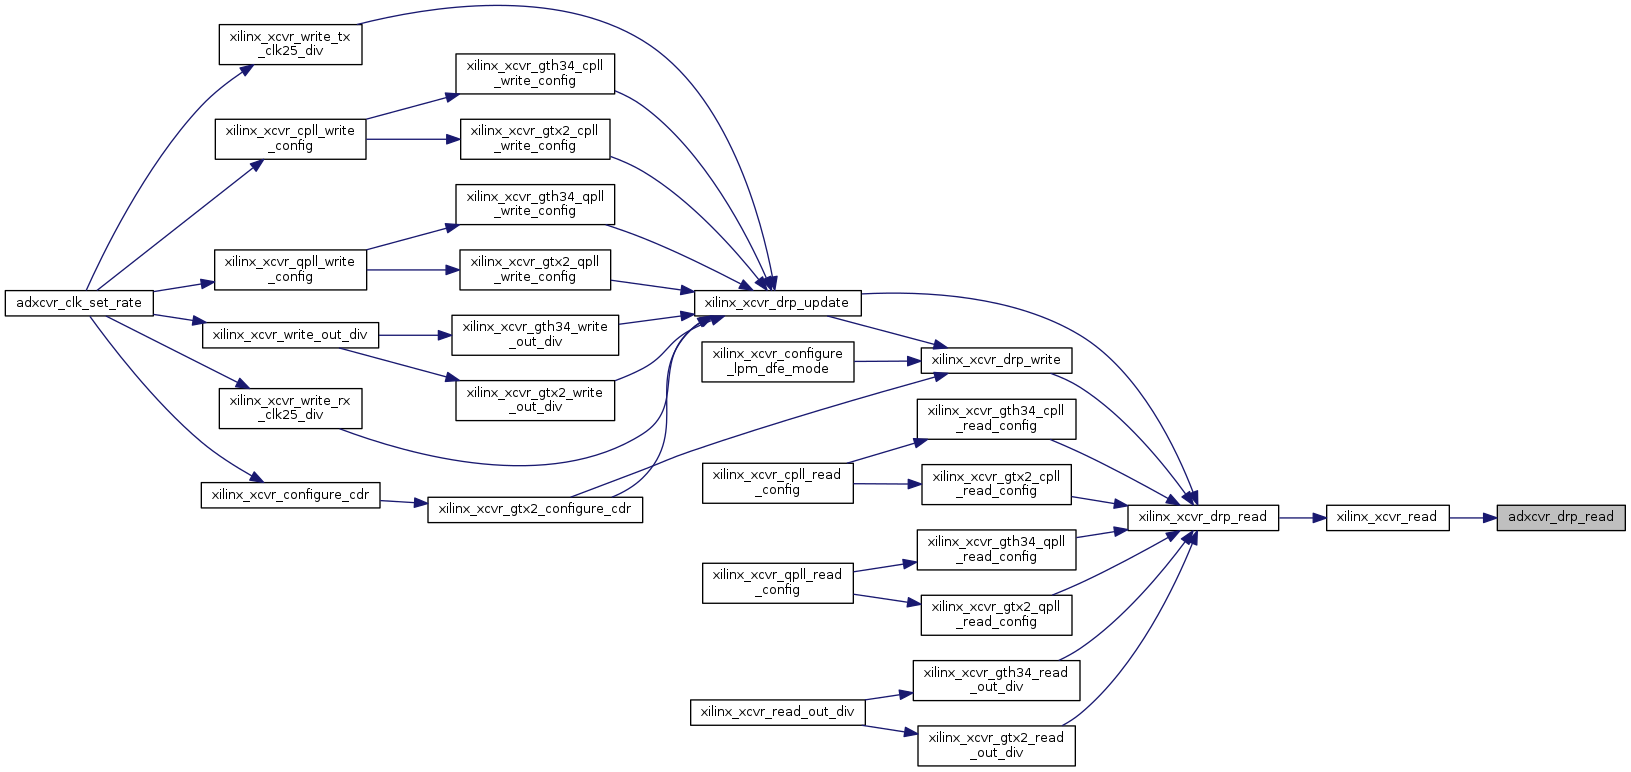 xilinx_xcvr_write_tx
_clk25_div
xilinx_xcvr_cpll_write
_config
xilinx_xcvr_qpll_write
_config
adxcvr_clk_set_rate
xilinx_xcvr_write_out_div
xilinx_xcvr_write_rx
_clk25_div
xilinx_xcvr_configure_cdr
xilinx_xcvr_gth34_cpll
_write_config
xilinx_xcvr_gtx2_cpll
_write_config
xilinx_xcvr_gth34_qpll
_write_config
xilinx_xcvr_gtx2_qpll
_write_config
xilinx_xcvr_gth34_write
_out_div
xilinx_xcvr_gtx2_write
_out_div
xilinx_xcvr_gtx2_configure_cdr
xilinx_xcvr_drp_update
xilinx_xcvr_configure
_lpm_dfe_mode
xilinx_xcvr_cpll_read
_config
xilinx_xcvr_qpll_read
_config
xilinx_xcvr_read_out_div
xilinx_xcvr_drp_write
xilinx_xcvr_gth34_cpll
_read_config
xilinx_xcvr_gtx2_cpll
_read_config
xilinx_xcvr_gth34_qpll
_read_config
xilinx_xcvr_gtx2_qpll
_read_config
xilinx_xcvr_gth34_read
_out_div
xilinx_xcvr_gtx2_read
_out_div
xilinx_xcvr_drp_read
xilinx_xcvr_read
adxcvr_drp_read